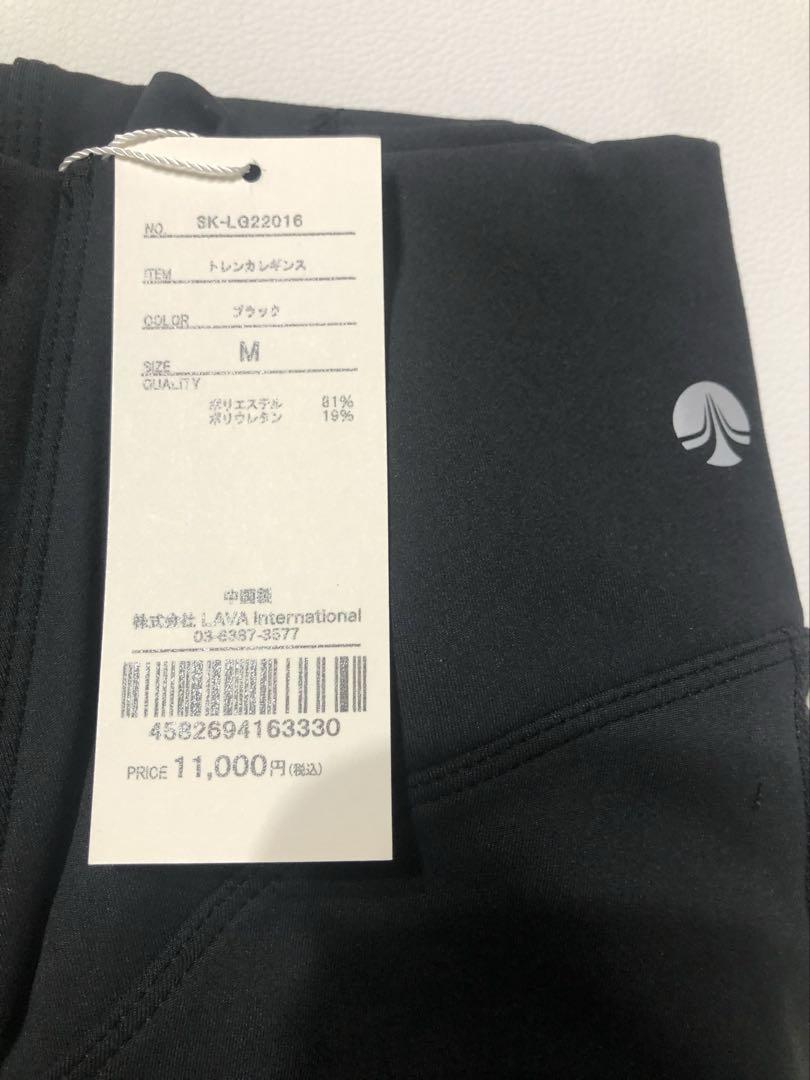 NO. SK-LG22016
ITEM トレンカレギンス
COLOR ブラック
SIZE M
QUALITY
ポリエステル 81%
ポリウレタン 19%
中国製
株式会社 LAVA International
03-6387-3577
4582694163330
PRICE 11,000円(税込)